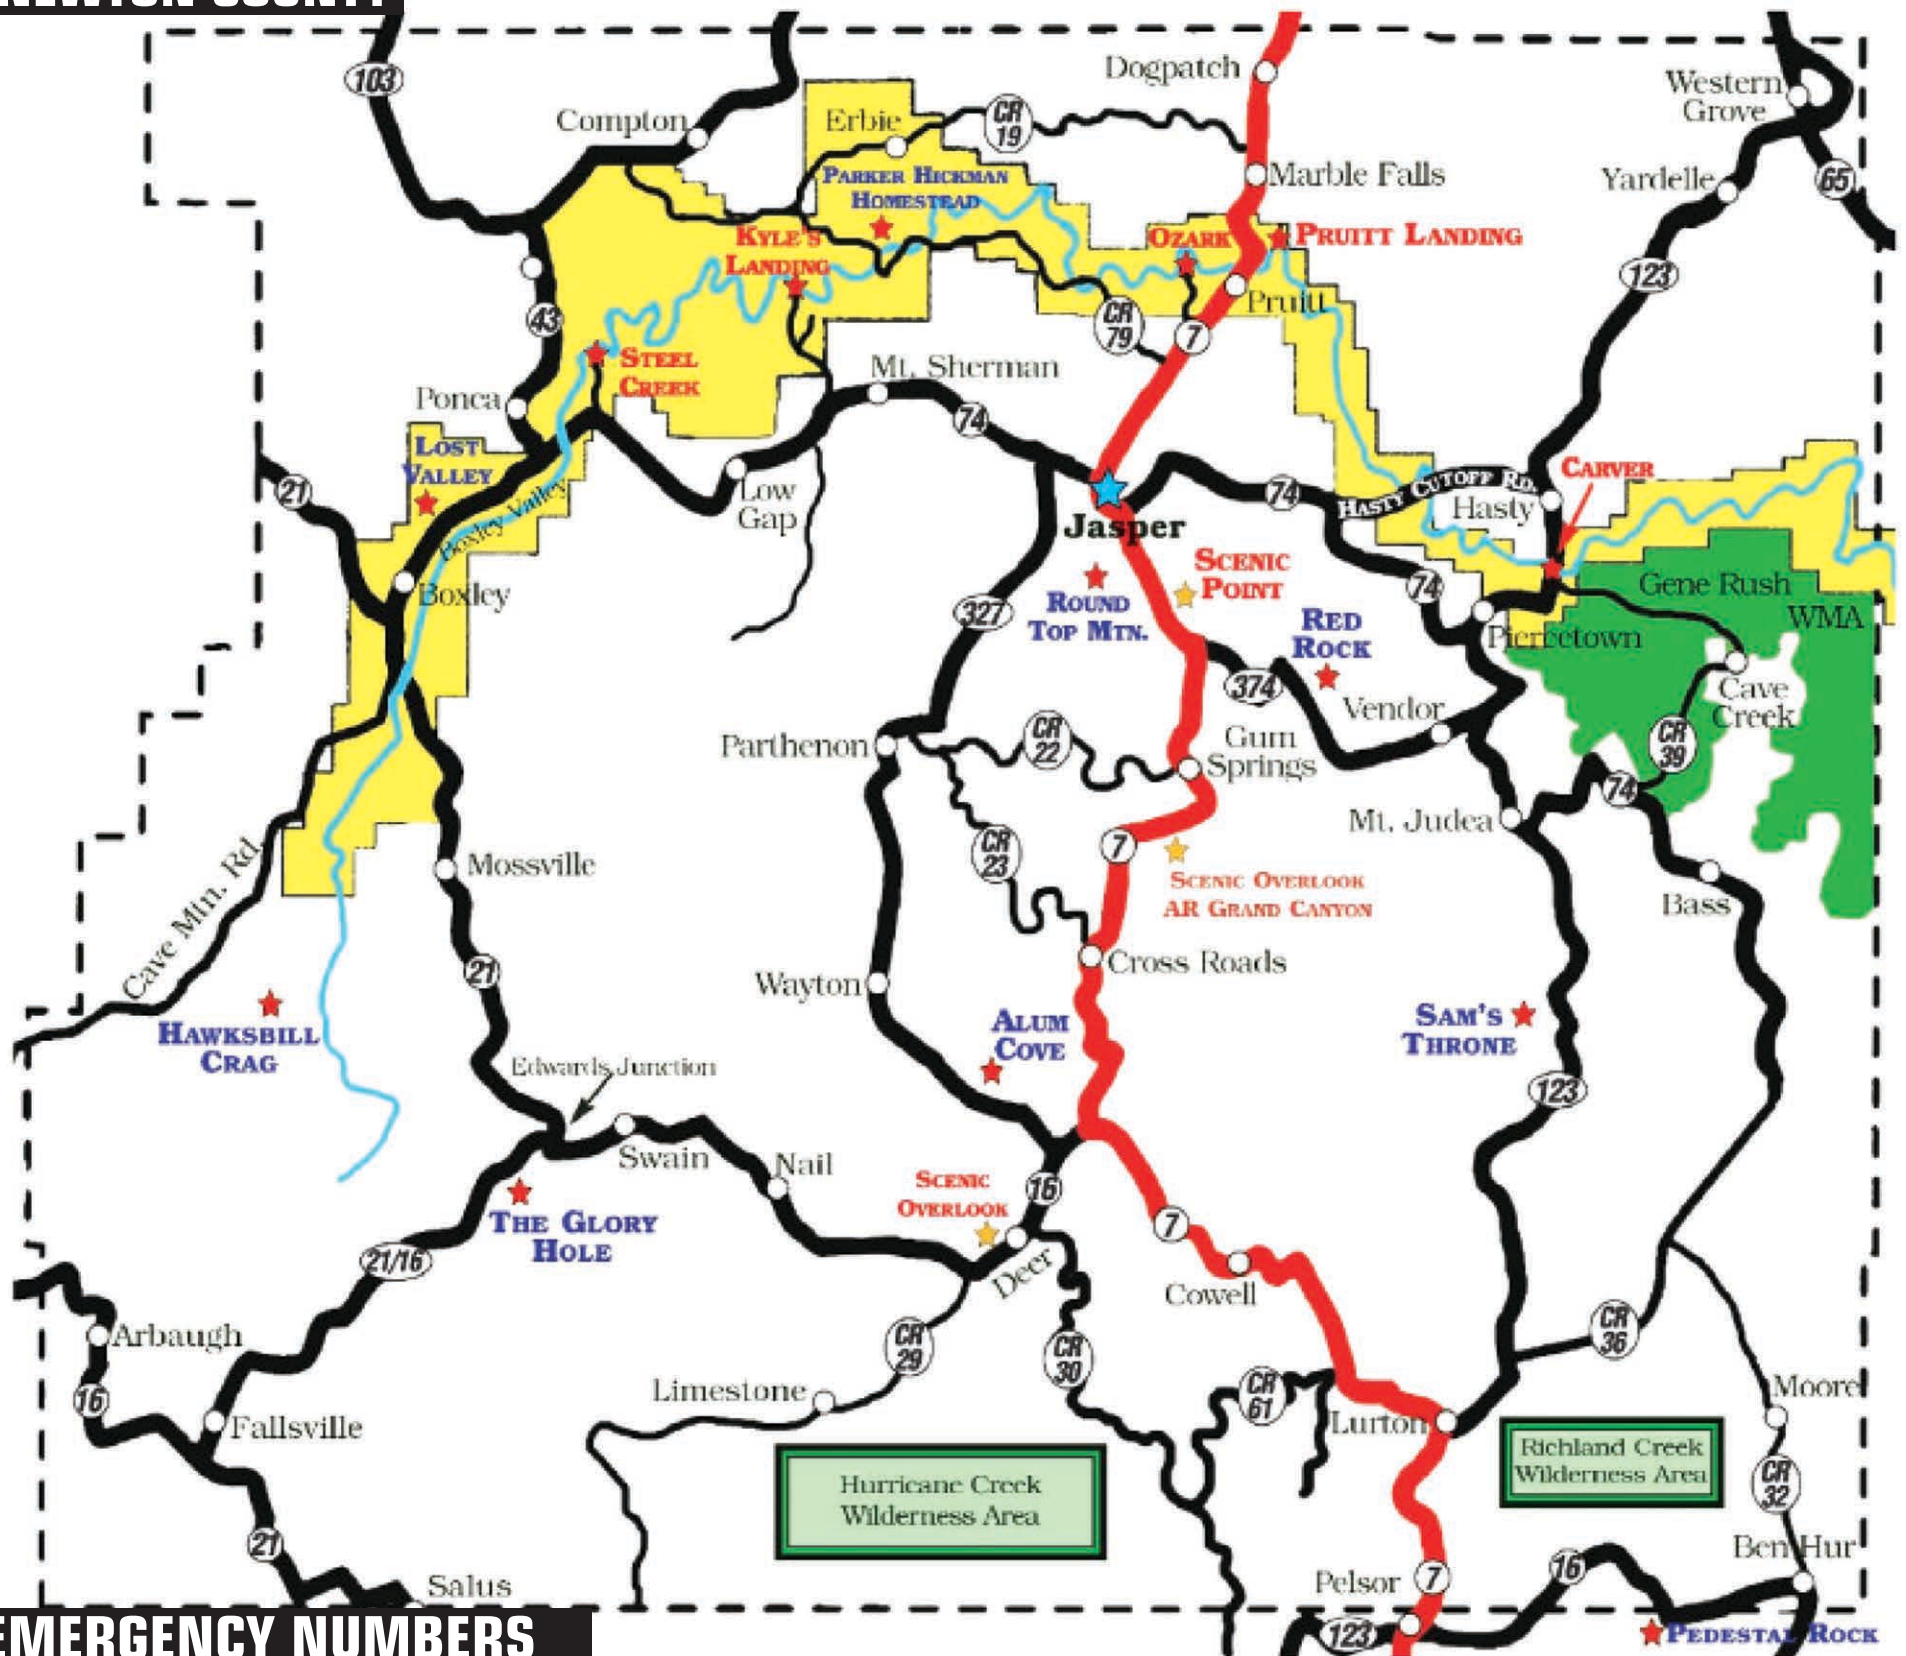 NEWTON COUNTY
103
Dogpatch
Western
Grove
Compton
Erbie
CR
19
Marble Falls
Yardelle
65
PARKER HICKMAN
HOMESTEAD
KYLE'S
LANDING
OZARK
PRUITT LANDING
123
Pruitt
43
CR
79
7
STEEL
CREEK
Mt. Sherman
Ponca
74
LOST
VALLEY
21
Boxley Valley
Low
Gap
Jasper
74
HASTY CUTOFF RD.
Hasty
CARVER
Boxley
327
ROUND
TOP MTN.
SCENIC
POINT
RED
ROCK
74
Gene Rush
WMA
Piercetown
374
Vendor
Cave
Creek
Parthenon
CR
22
Gum
Springs
CR
39
74
Mt. Judea
Cave Mtn. Rd.
Mossville
CR
23
7
SCENIC OVERLOOK
AR GRAND CANYON
Bass
21
Wayton
Cross Roads
HAWKSBILL
CRAG
ALUM
COVE
SAM'S
THRONE
Edwards Junction
123
Swain
Nail
SCENIC
OVERLOOK
16
THE GLORY
HOLE
21/16
Deer
7
Cowell
Arbaugh
CR
29
CR
30
CR
36
16
Limestone
CR
61
Lurton
Moore
Fallsville
Hurricane Creek
Wilderness Area
Richland Creek
Wilderness Area
CR
32
21
Salus
Ben Hur
Pelsor
7
16
123
PEDESTAL ROCK
EMERGENCY NUMBERS